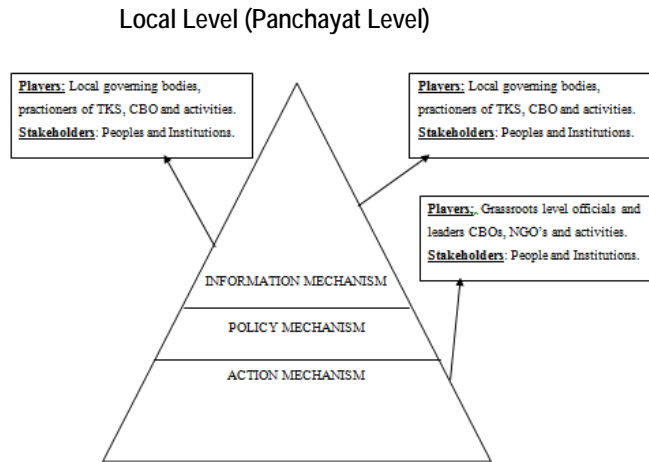 Local Level (Panchayat Level)
Players: Local governing bodies,
practioners of TKS, CBO and activities.
Stakeholders: Peoples and Institutions.
Players: Local governing bodies,
practioners of TKS, CBO and activities.
Stakeholders: Peoples and Institutions.
Players; Grassroots level officials and
leaders CBOs, NGO's and activities.
Stakeholders: People and Institutions.
INFORMATION MECHANISM
POLICY MECHANISM
ACTION MECHANISM